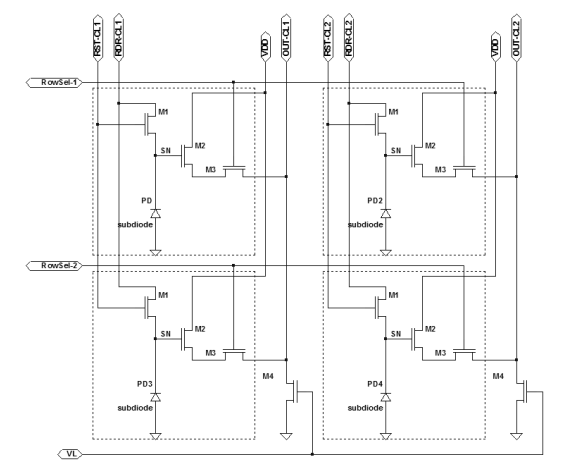 RST-CL1
RDR-CL1
VDD
OUT-CL1
RST-CL2
RDR-CL2
VDD
OUT-CL2
RowSel-1
M1
M2
SN
M3
PD
subdiode
M1
M2
SN
M3
PD2
subdiode
RowSel-2
M1
M2
SN
M3
PD3
subdiode
M4
M1
M2
SN
M3
PD4
subdiode
M4
VL